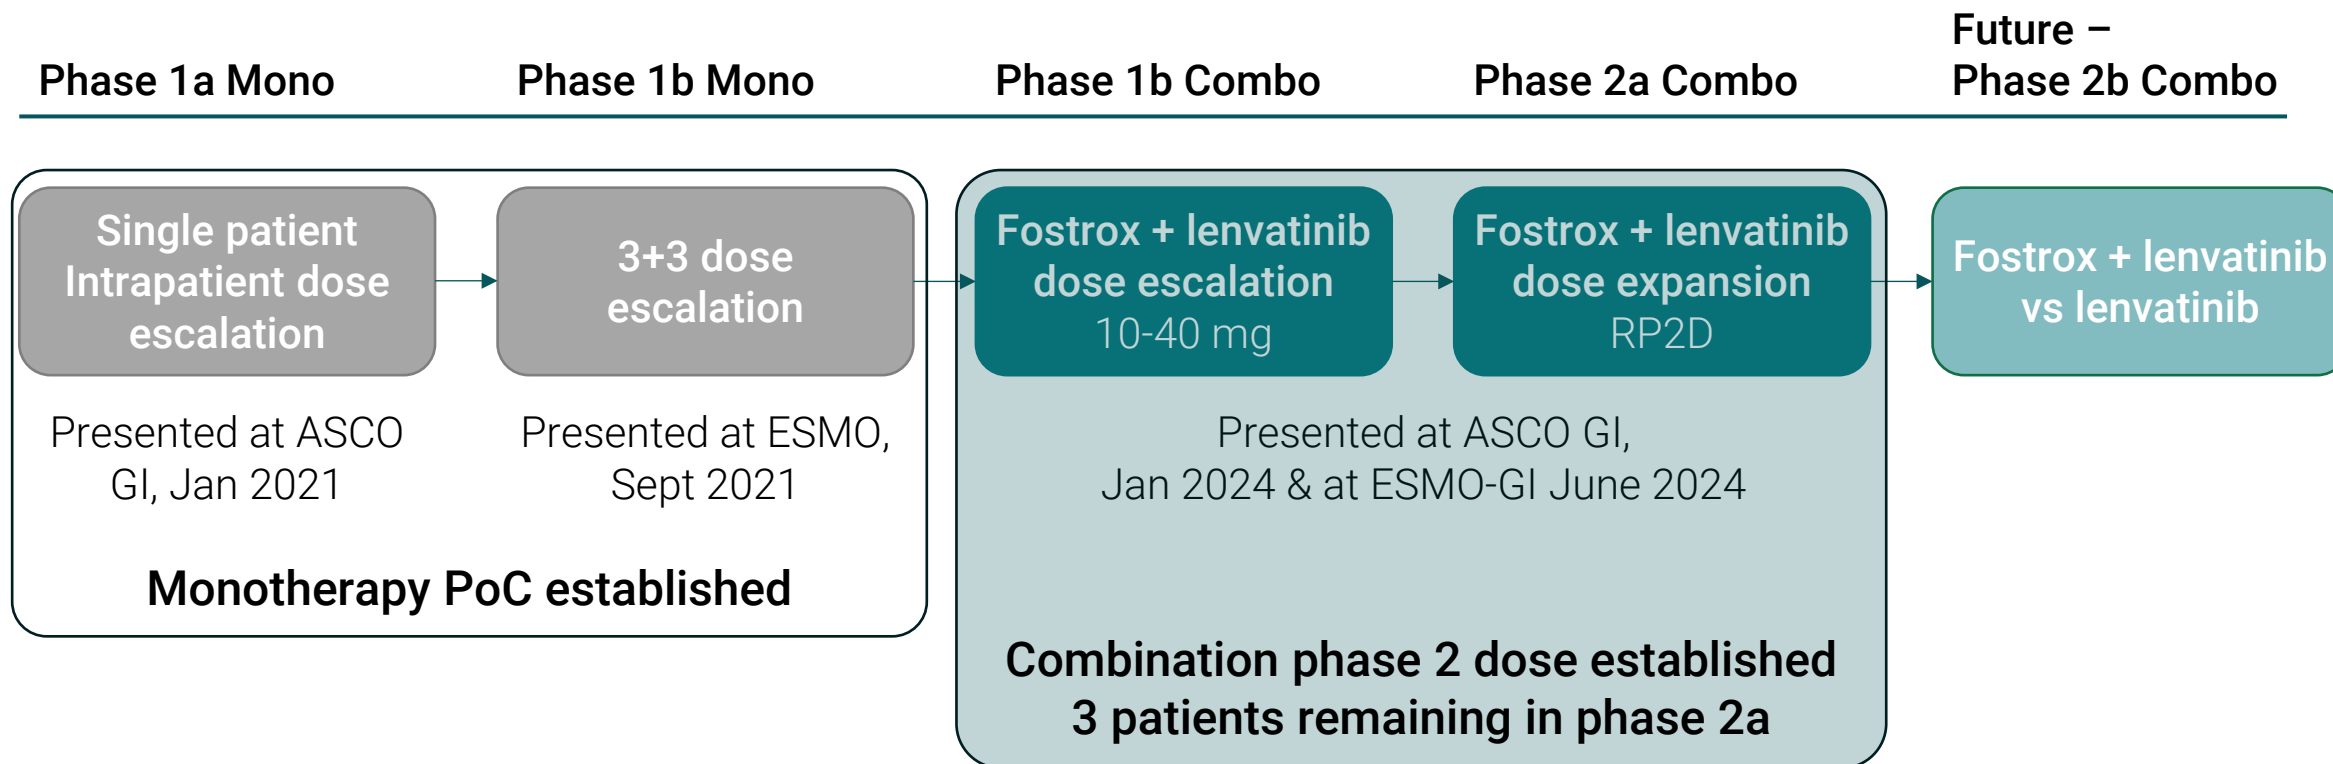 Phase 1a Mono
Phase 1b Mono
Phase 1b Combo
Phase 2a Combo
Future –
Phase 2b Combo
Single patient
Intrapatient dose
escalation
3+3 dose
escalation
Fostrox + lenvatinib
dose escalation
10-40 mg
Fostrox + lenvatinib
dose expansion
RP2D
Fostrox + lenvatinib
vs lenvatinib
Presented at ASCO
GI, Jan 2021
Presented at ESMO,
Sept 2021
Presented at ASCO GI,
Jan 2024 & at ESMO-GI June 2024
Monotherapy PoC established
Combination phase 2 dose established
3 patients remaining in phase 2a